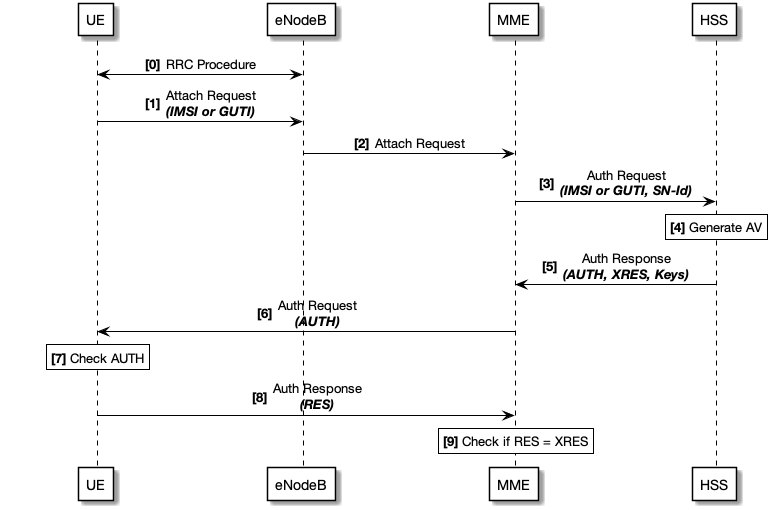 UE eNodeB MME HSS
[0] RRC Procedure
[1] Attach Request
(IMSI or GUTI)
[2] Attach Request
[3] Auth Request
(IMSI or GUTI, SN-Id)
[4] Generate AV
[5] Auth Response
(AUTH, XRES, Keys)
[6] Auth Request
(AUTH)
[7] Check AUTH
[8] Auth Response
(RES)
[9] Check if RES = XRES
UE eNodeB MME HSS